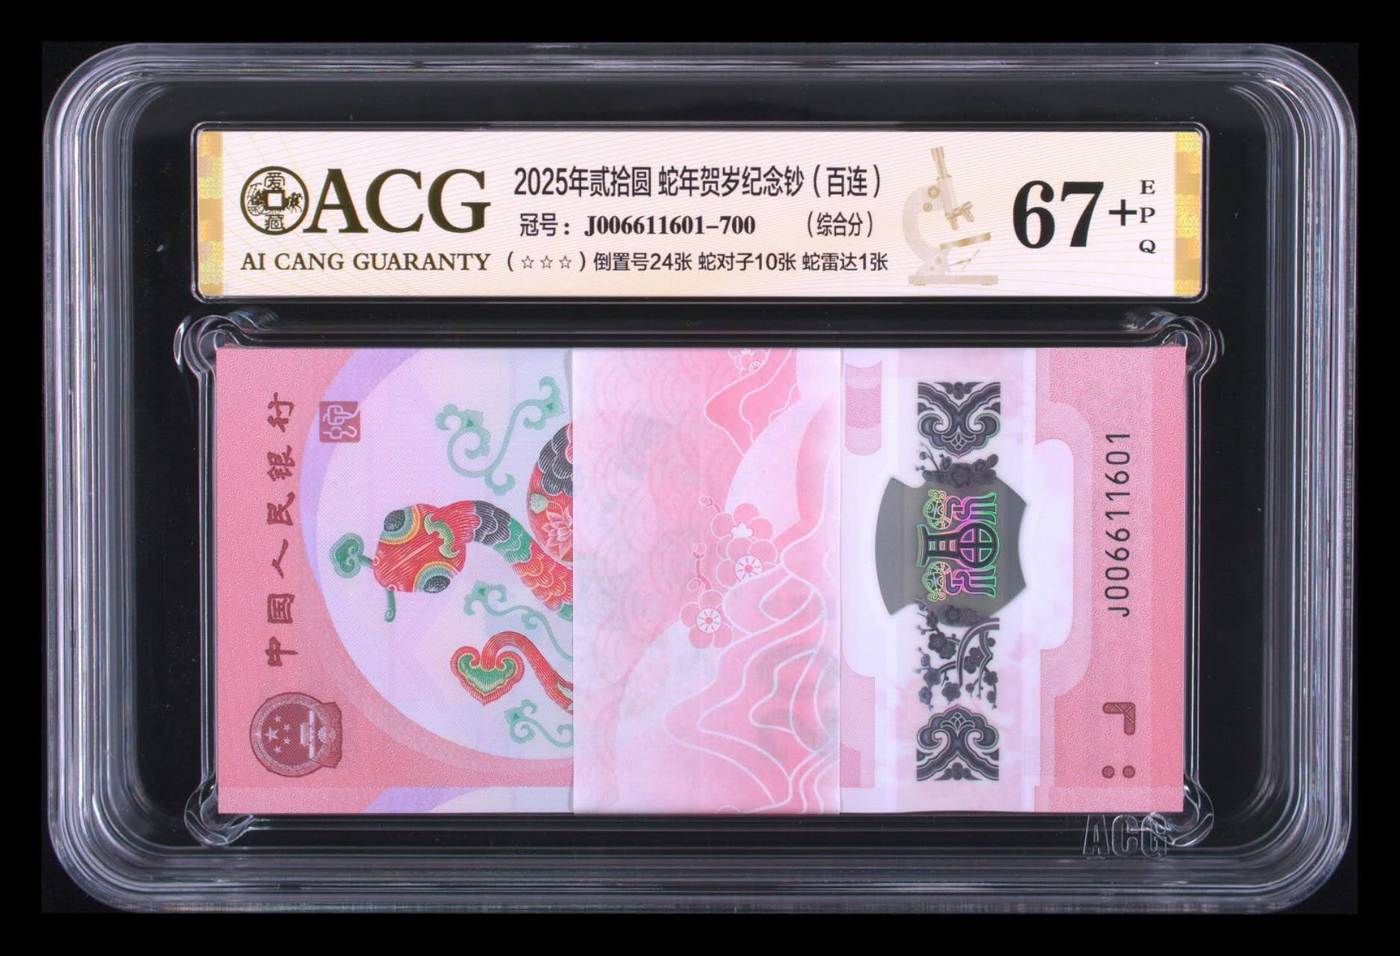 ACG
AI CANG GUARANTY
2025年贰拾圆 蛇年贺岁纪念钞（百连）
冠号：J006611601-700 （综合分）
（☆☆☆）倒置号24张 蛇对子10张 蛇雷达1张
67+
EPQ
中国人民银行
J006611601
ACG